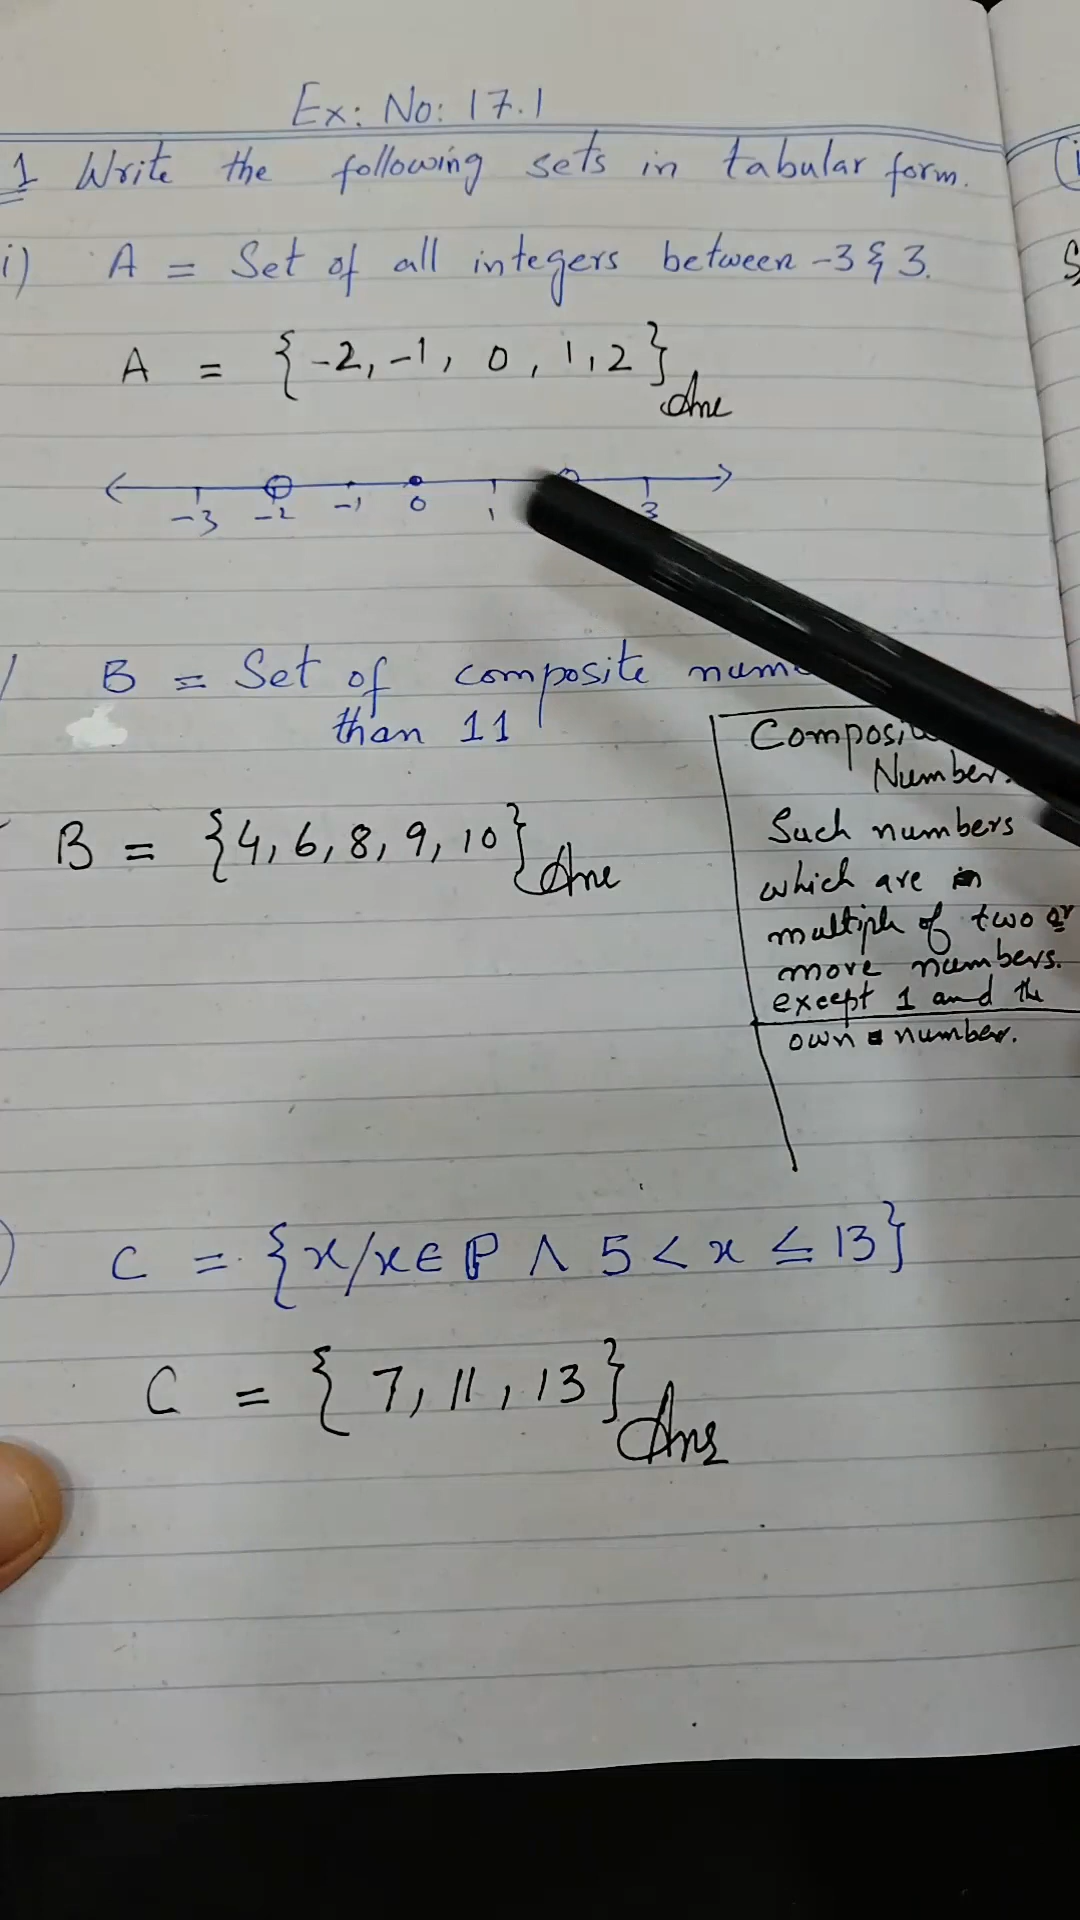 Ex: No: 17.1
1 Write the following sets in tabular form.
i) A = Set of all integers between -3 & 3.
A = {-2, -1, 0, 1, 2} Ans
-3 -2 -1 0 1 3
B = Set of composite
than 11
Number.
Such numbers
which are in
multiple of two or
more numbers.
except 1 and the
own number.
B = {4, 6, 8, 9, 10} Ans
C = {x/x∈ P ∧ 5 < x ≤ 13}
C = { 7, 11, 13} Ans